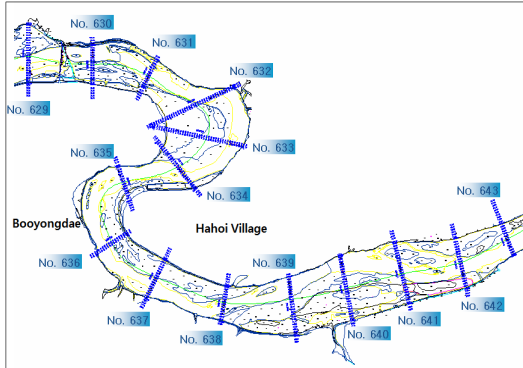 No. 630
No. 631
No. 632
No. 629
No. 633
No. 635
No. 634
No. 643
Booyongdae
Hahoi Village
No. 636
No. 639
No. 642
No. 637
No. 641
No. 638
No. 640